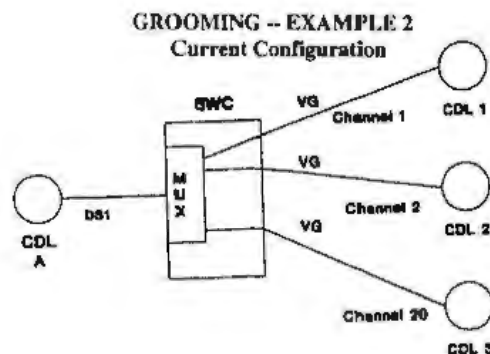 GROOMING -- EXAMPLE 2
Current Configuration
SWC
VG
Channel 1
CDL 1
VG
MUX
DS1
CDL
A
Channel 2
CDL 2
VG
Channel 20
CDL 3